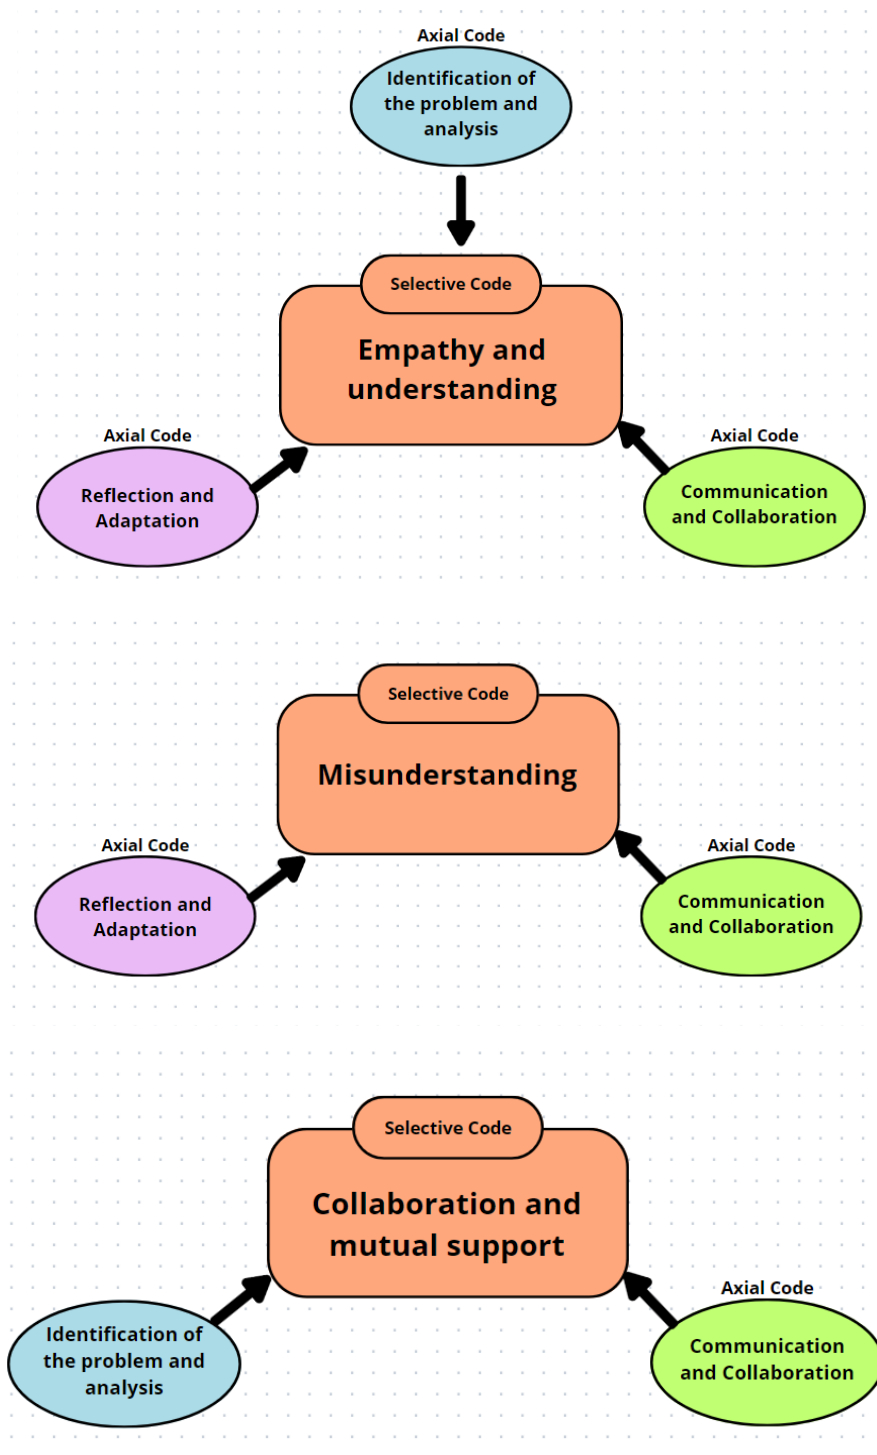 Axial Code
Identification of
the problem and
analysis
Selective Code
Empathy and
understanding
Axial Code
Reflection and
Adaptation
Axial Code
Communication
and Collaboration
Selective Code
Misunderstanding
Axial Code
Reflection and
Adaptation
Axial Code
Communication
and Collaboration
Selective Code
Collaboration and
mutual support
Identification of
the problem and
analysis
Axial Code
Communication
and Collaboration